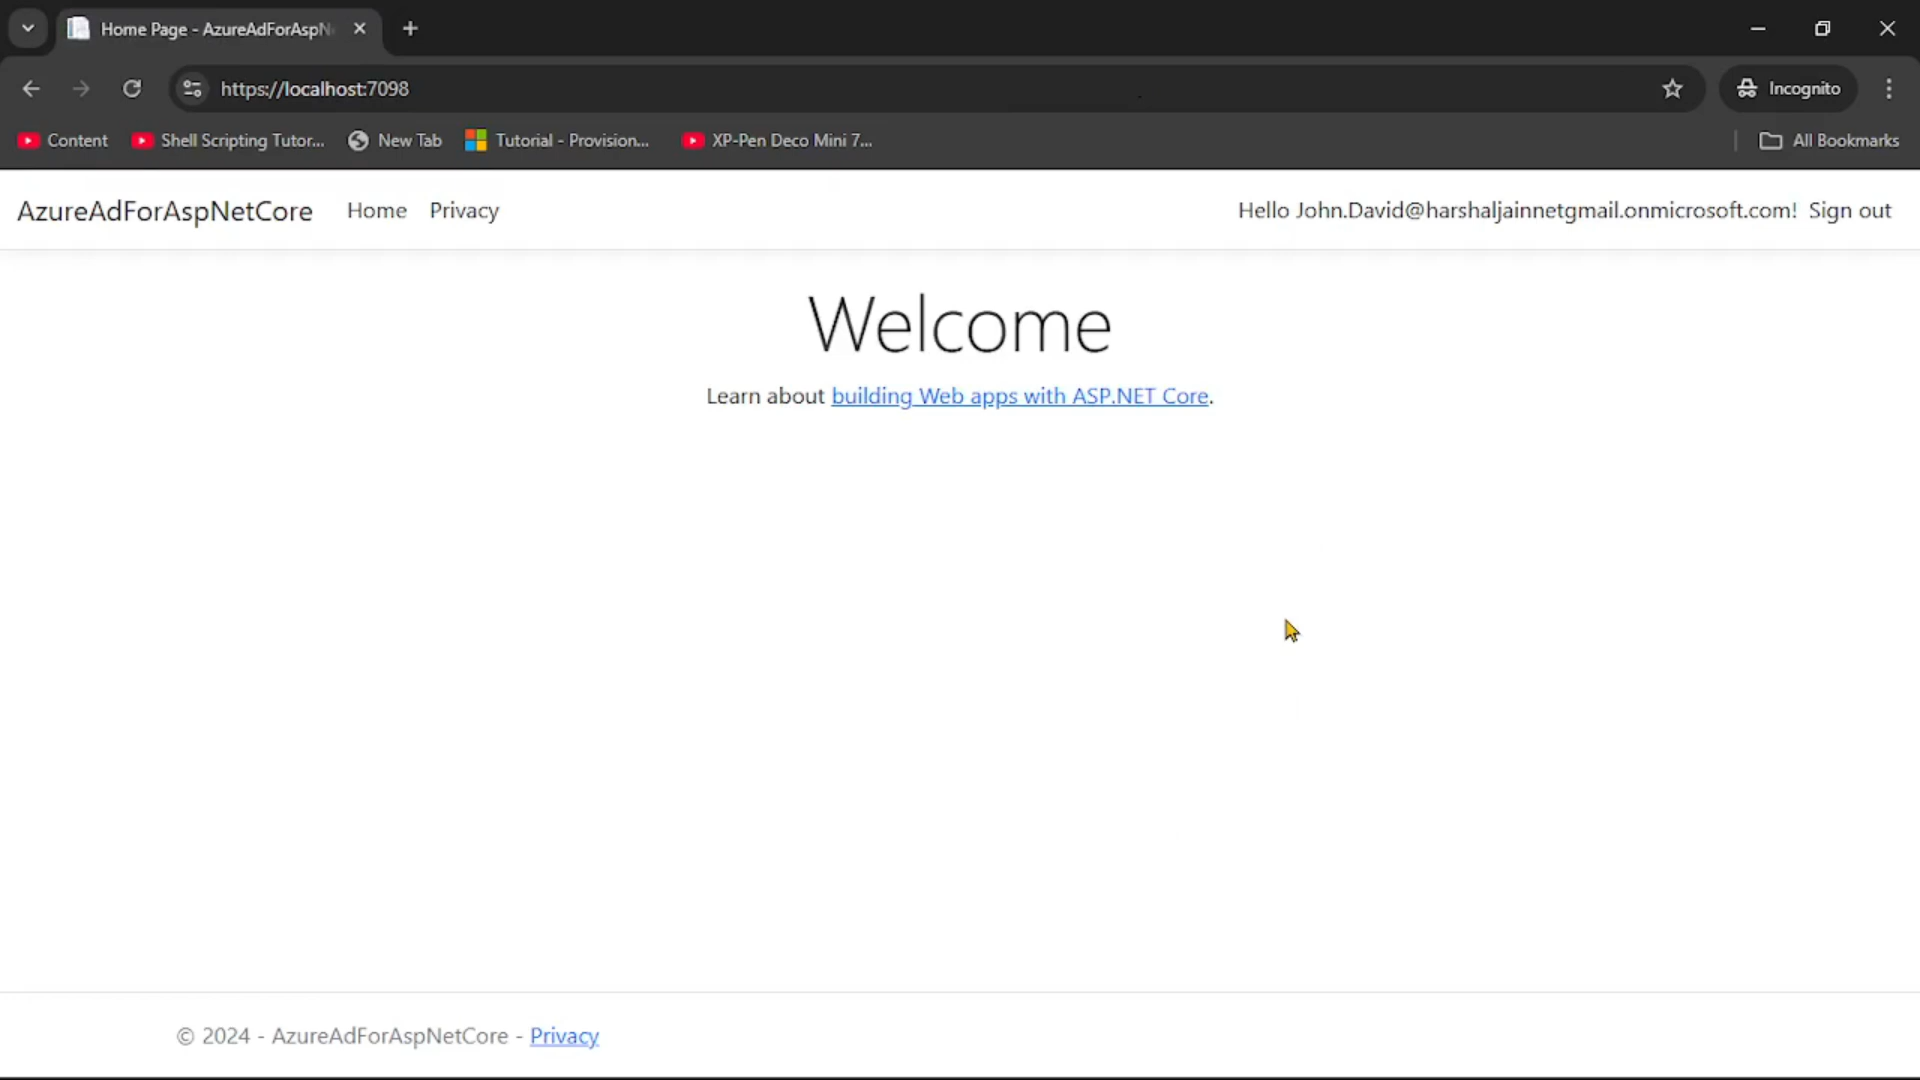 Home Page - AzureAdForAspN
https://localhost:7098
Incognito
Content
Shell Scripting Tutor...
New Tab
Tutorial - Provision...
XP-Pen Deco Mini 7...
All Bookmarks
AzureAdForAspNetCore Home Privacy
Hello John.David@harshaljainnetgmail.onmicrosoft.com! Sign out
Welcome
Learn about building Web apps with ASP.NET Core.
© 2024 - AzureAdForAspNetCore - Privacy